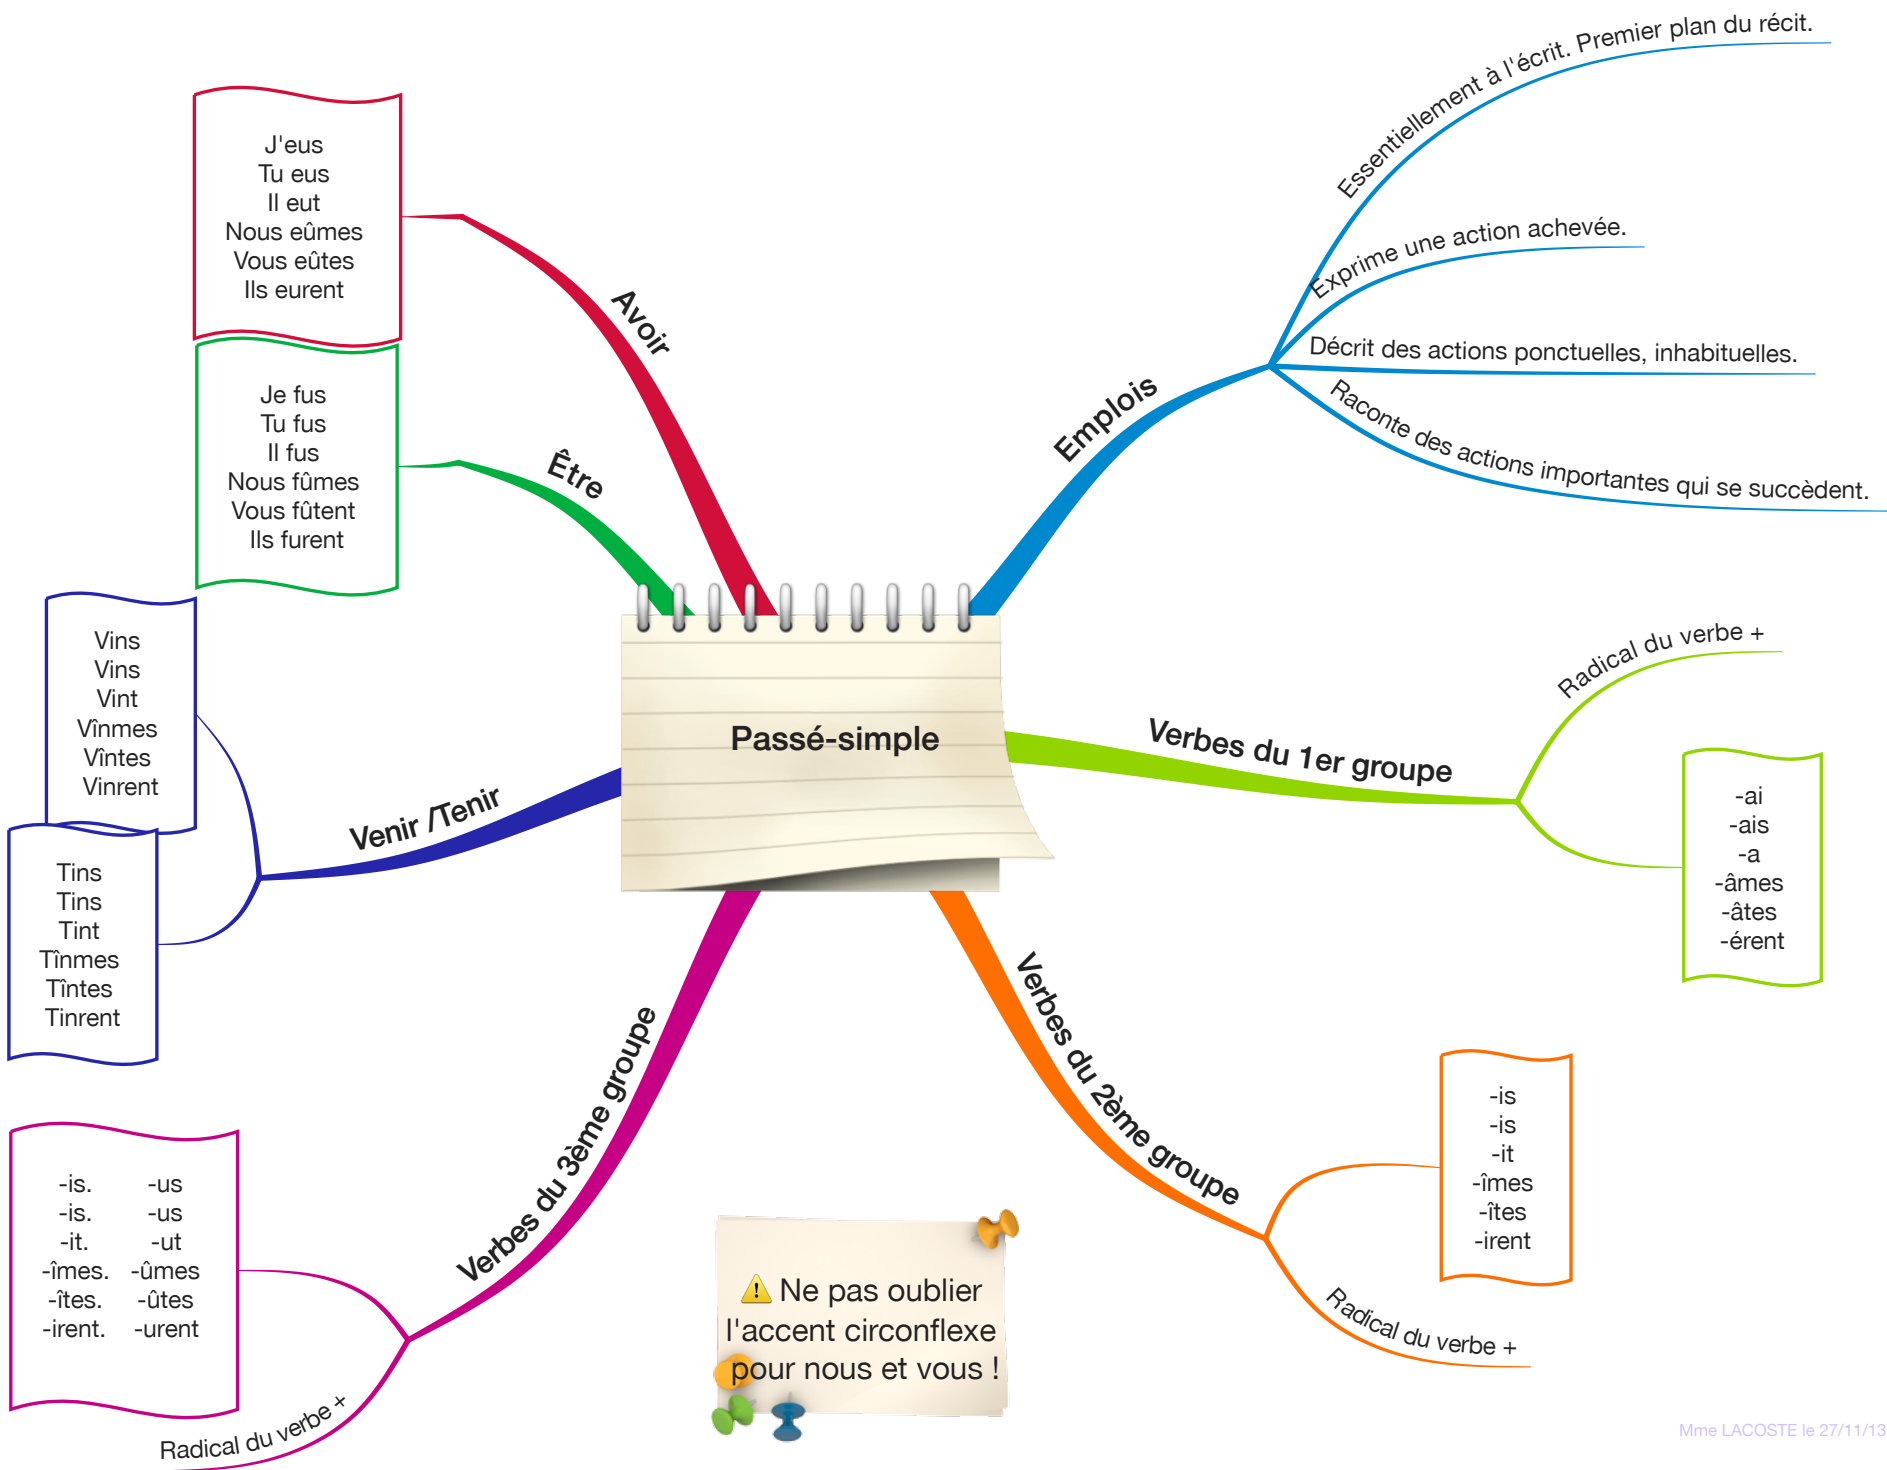 Passé-simple
Avoir
J'eus
Tu eus
Il eut
Nous eûmes
Vous eûtes
Ils eurent
Être
Je fus
Tu fus
Il fus
Nous fûmes
Vous fûtent
Ils furent
Venir /Tenir
Vins
Vins
Vint
Vînmes
Vîntes
Vinrent
Tins
Tins
Tint
Tînmes
Tîntes
Tinrent
Verbes du 3ème groupe
-is. -us
-is. -us
-it. -ut
-îmes. -ûmes
-îtes. -ûtes
-irent. -urent
Radical du verbe +
Emplois
Essentiellement à l'écrit. Premier plan du récit.
Exprime une action achevée.
Décrit des actions ponctuelles, inhabituelles.
Raconte des actions importantes qui se succèdent.
Verbes du 1er groupe
Radical du verbe +
-ai
-ais
-a
-âmes
-âtes
-érent
Verbes du 2ème groupe
-is
-is
-it
-îmes
-îtes
-irent
Radical du verbe +
⚠ Ne pas oublier
l'accent circonflexe
pour nous et vous !
Mme LACOSTE le 27/11/13